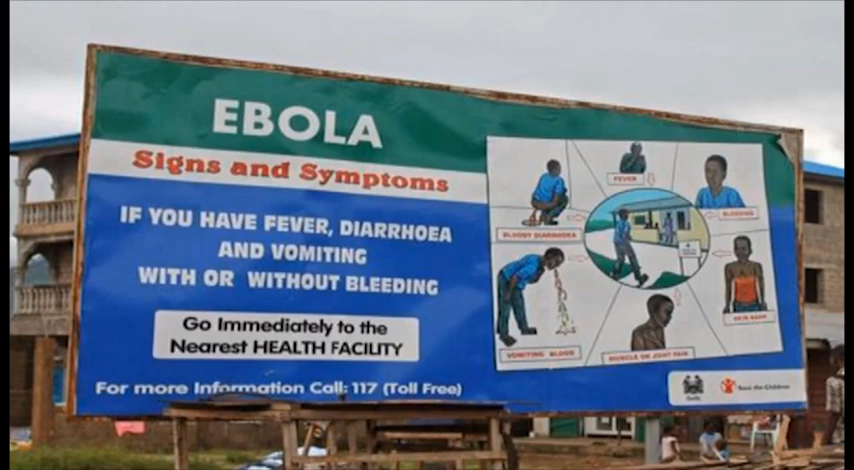 EBOLA
Signs and Symptoms
IF YOU HAVE FEVER, DIARRHOEA
AND VOMITING
WITH OR WITHOUT BLEEDING
Go Immediately to the
Nearest HEALTH FACILITY
For more Information Call: 117 (Toll Free)
FEVER
BLEEDING
BLOODY DIARRHOEA
SKIN RASH
VOMITING BLOOD
MUSCLE OR JOINT PAIN
Save the Children